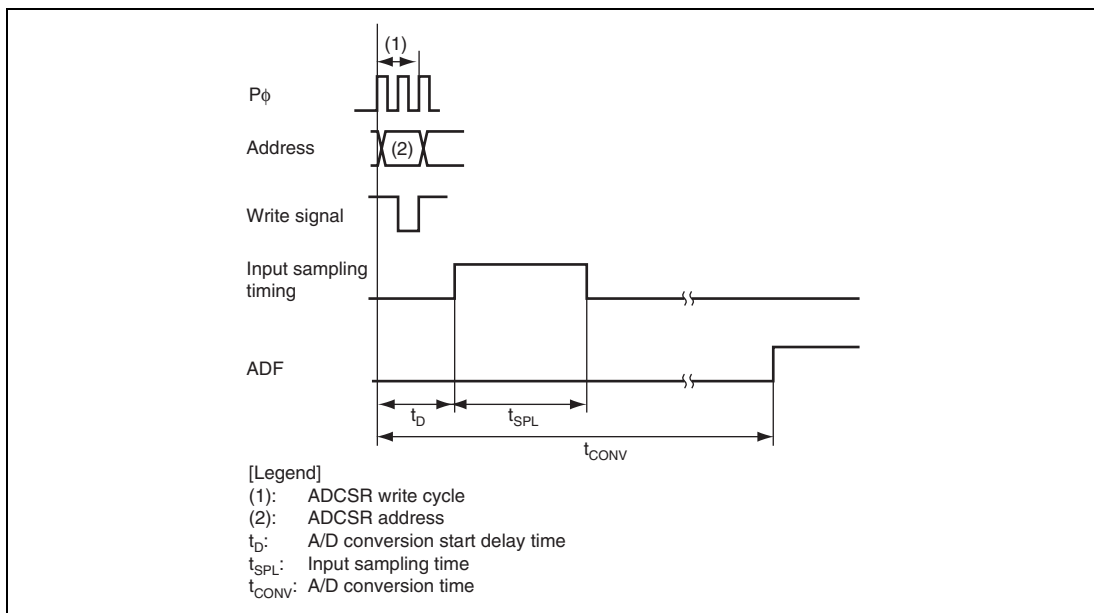 (1)
Pϕ
Address
(2)
Write signal
Input sampling
timing
ADF
tD
tSPL
tCONV
[Legend]
(1): ADCSR write cycle
(2): ADCSR address
tD: A/D conversion start delay time
tSPL: Input sampling time
tCONV: A/D conversion time